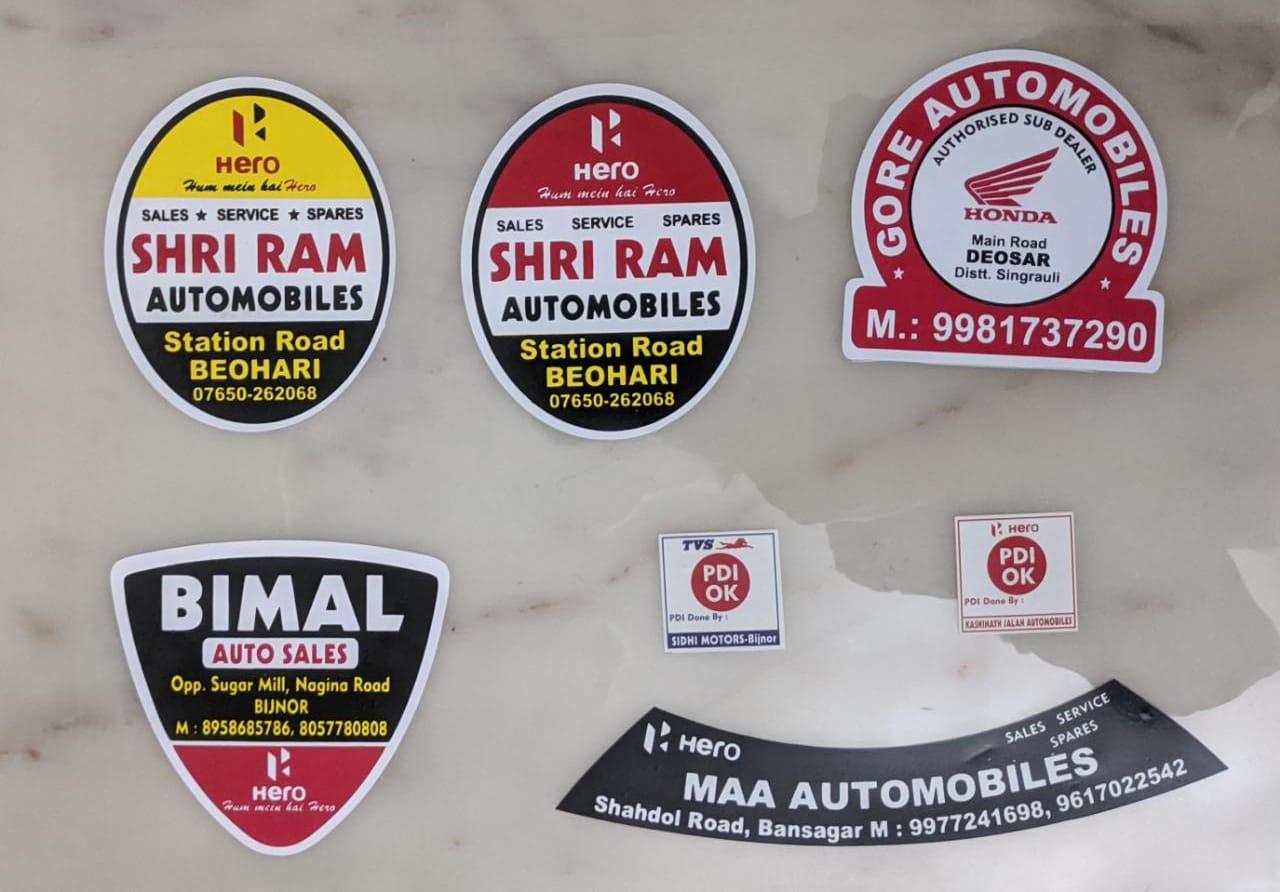 Hero
Hum mein hai Hero
SALES ★ SERVICE ★ SPARES
SHRI RAM
AUTOMOBILES
Station Road
BEOHARI
07650-262068
Hero
Hum mein hai Hero
SALES SERVICE SPARES
SHRI RAM
AUTOMOBILES
Station Road
BEOHARI
07650-262068
GORE AUTOMOBILES
AUTHORISED SUB DEALER
HONDA
Main Road
DEOSAR
Distt. Singrauli
M.: 9981737290
BIMAL
AUTO SALES
Opp. Sugar Mill, Nagina Road
BIJNOR
M : 8958685786, 8057780808
Hero
Hum mein hai Hero
TVS
PDI
OK
PDI Done By :
SIDHI MOTORS-Bijnor
Hero
PDI
OK
PDI Done By :
KASHINATH JALAN AUTOMOBILES
Hero
SALES SERVICE
SPARES
MAA AUTOMOBILES
Shahdol Road, Bansagar M : 9977241698, 9617022542